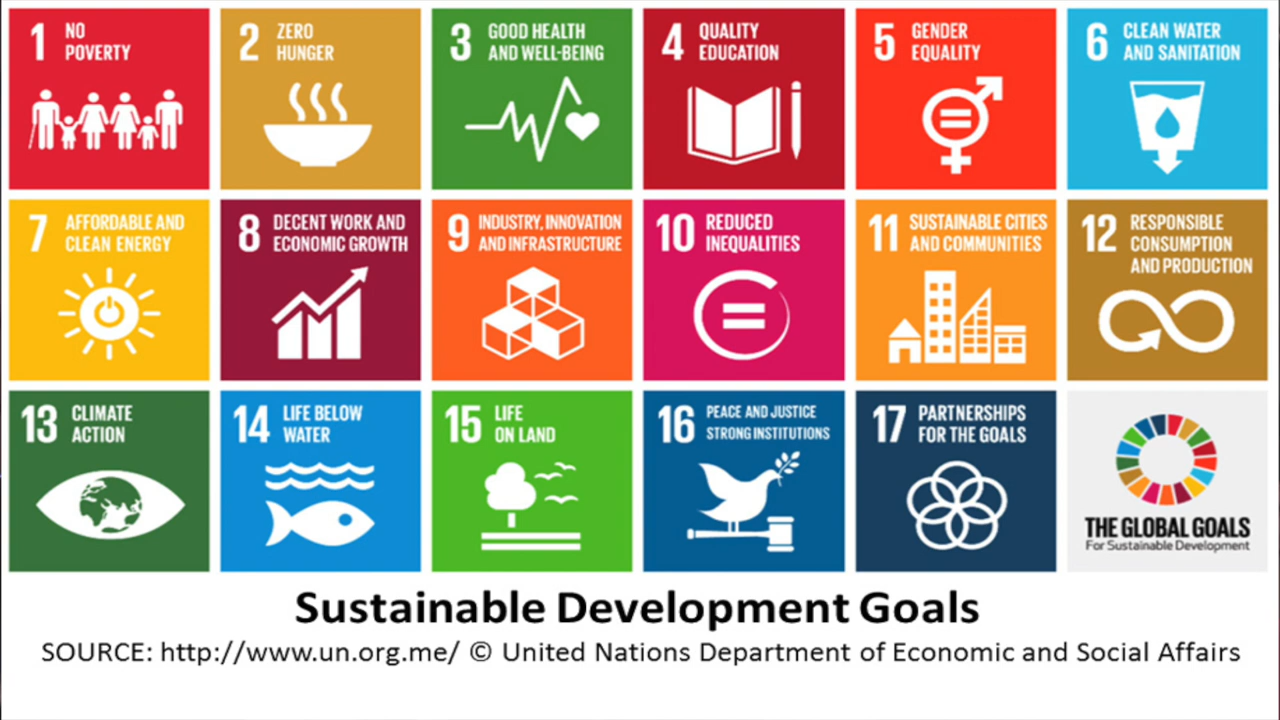 1 NO
POVERTY
2 ZERO
HUNGER
3 GOOD HEALTH
AND WELL-BEING
4 QUALITY
EDUCATION
5 GENDER
EQUALITY
6 CLEAN WATER
AND SANITATION
7 AFFORDABLE AND
CLEAN ENERGY
8 DECENT WORK AND
ECONOMIC GROWTH
9 INDUSTRY, INNOVATION
AND INFRASTRUCTURE
10 REDUCED
INEQUALITIES
11 SUSTAINABLE CITIES
AND COMMUNITIES
12 RESPONSIBLE
CONSUMPTION
AND PRODUCTION
13 CLIMATE
ACTION
14 LIFE BELOW
WATER
15 LIFE
ON LAND
16 PEACE AND JUSTICE
STRONG INSTITUTIONS
17 PARTNERSHIPS
FOR THE GOALS
THE GLOBAL GOALS
For Sustainable Development
Sustainable Development Goals
SOURCE: http://www.un.org.me/ © United Nations Department of Economic and Social Affairs